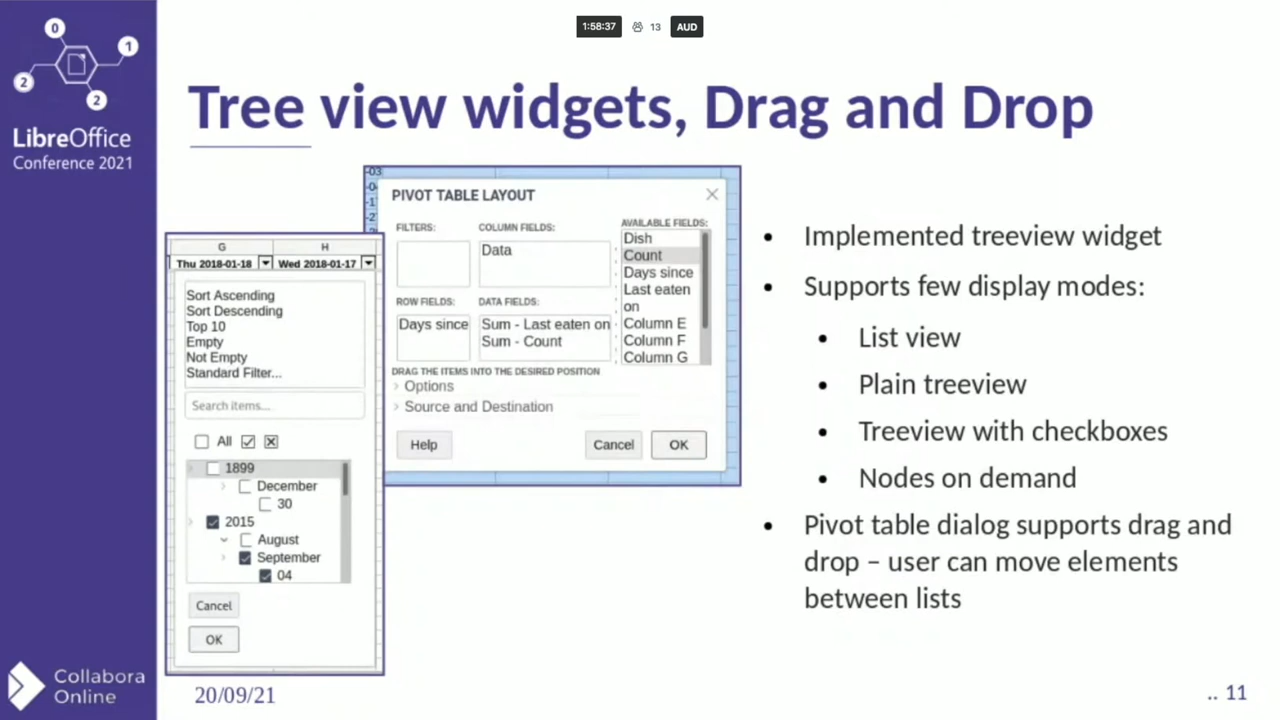 1:58:37 13 AUD
0
1
2
2
LibreOffice
Conference 2021
Tree view widgets, Drag and Drop
-03
-0
-1
-2
PIVOT TABLE LAYOUT
FILTERS:
COLUMN FIELDS:
Data
AVAILABLE FIELDS:
Dish
Count
Days since
Last eaten
on
Column E
Column F
Column G
ROW FIELDS:
Days since
DATA FIELDS:
Sum - Last eaten on
Sum - Count
DRAG THE ITEMS INTO THE DESIRED POSITION
Options
Source and Destination
Help Cancel OK
G H
Thu 2018-01-18 Wed 2018-01-17
Sort Ascending
Sort Descending
Top 10
Empty
Not Empty
Standard Filter...
Search items...
All
1899
December
30
2015
August
September
04
Cancel
OK
• Implemented treeview widget
• Supports few display modes:
• List view
• Plain treeview
• Treeview with checkboxes
• Nodes on demand
• Pivot table dialog supports drag and
drop – user can move elements
between lists
Collabora
Online
20/09/21
.. 11